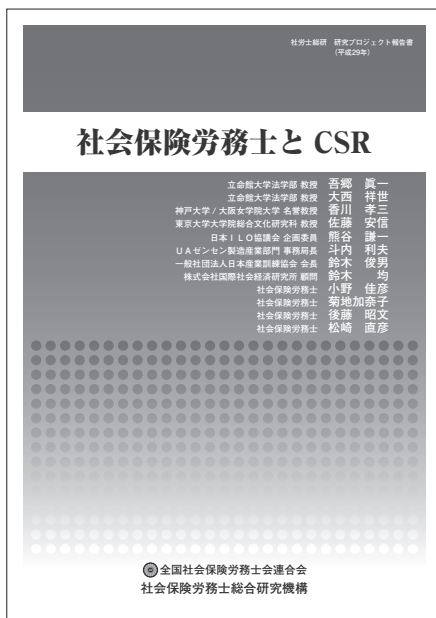 社労士総研 研究プロジェクト報告書
(平成29年)
社会保険労務士と CSR
立命館大学法学部 教授 吾郷 眞一
立命館大学法学部 教授 大西 祥世
神戸大学/大阪女学院大学 名誉教授 香川 孝三
東京大学大学院総合文化研究科 教授 佐藤 安信
日本ILO協議会 企画委員 熊谷 謙一
UAゼンセン製造産業部門 事務局長 斗内 利夫
一般社団法人日本産業訓練協会 会長 鈴木 俊男
株式会社国際社会経済研究所 顧問 鈴木 均
社会保険労務士 小野 佳彦
社会保険労務士 菊地加奈子
社会保険労務士 後藤 昭文
社会保険労務士 松崎 直彦
全国社会保険労務士会連合会
社会保険労務士総合研究機構